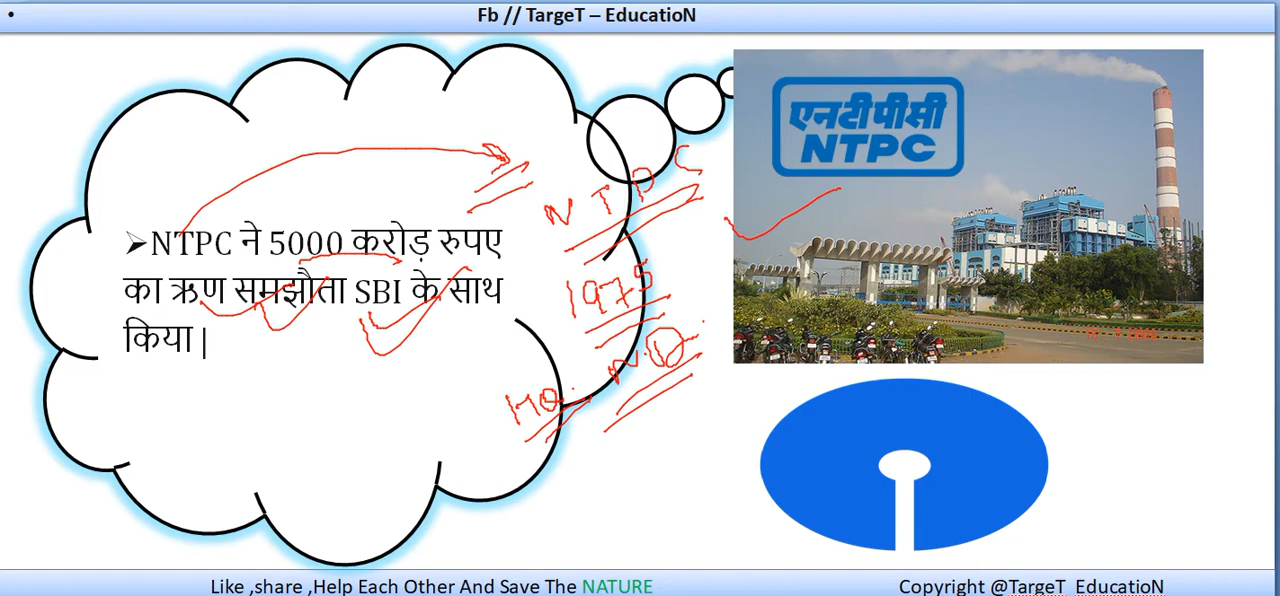 Fb // TargeT – EducatioN
एनटीपीसी
NTPC
➢NTPC ने 5000 करोड़ रुपए
का ऋण समझौता SBI के साथ
किया |
NTPC
1975
HQ:
Like ,share ,Help Each Other And Save The NATURE
Copyright @TargeT_EducatioN